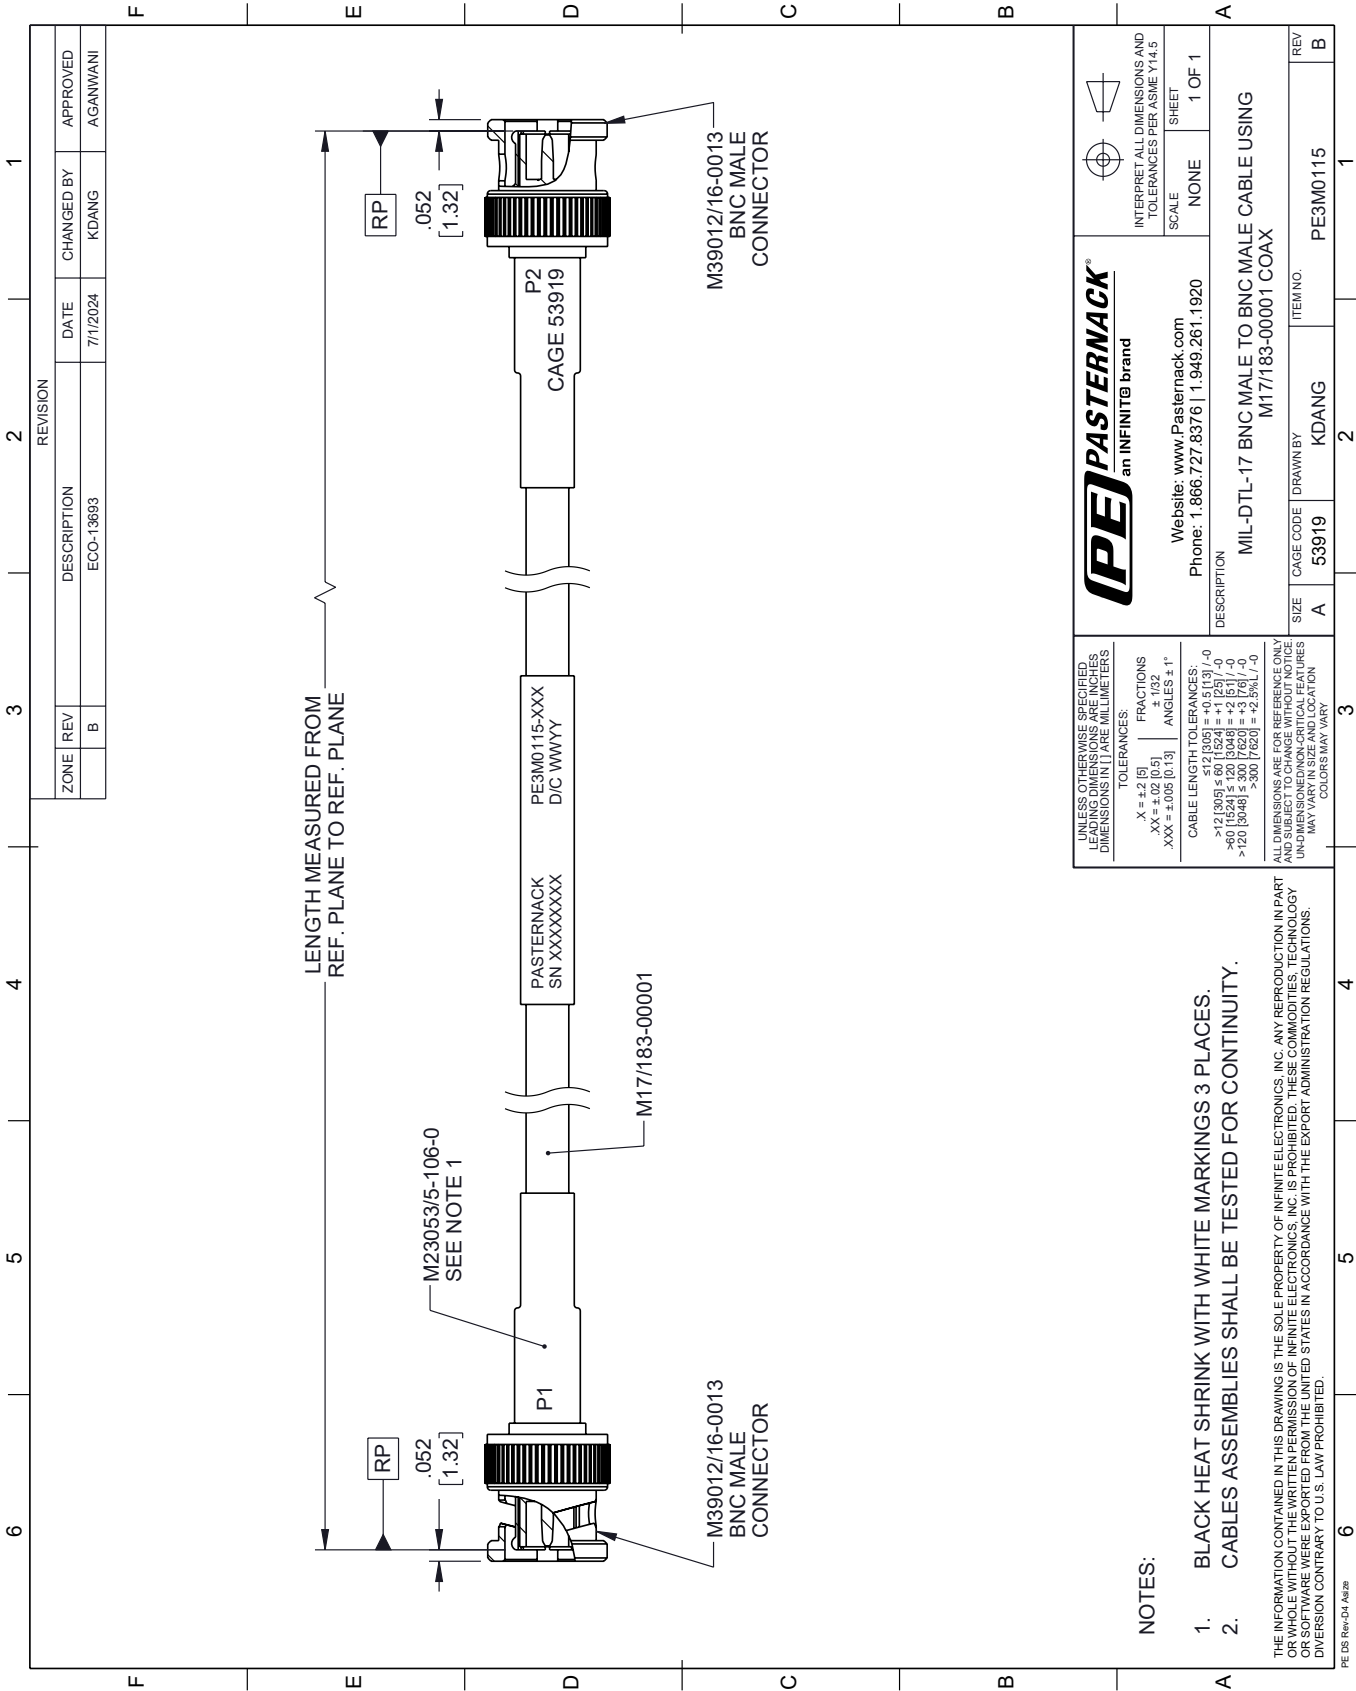 6 5 4 3 2 1
REVISION
ZONE REV DESCRIPTION DATE CHANGED BY APPROVED
B ECO-13693 7/1/2024 KDANG AGANWANI
F F
E E
D D
C C
B B
A A
LENGTH MEASURED FROM
REF. PLANE TO REF. PLANE
RP
.052
[1.32]
RP
.052
[1.32]
M23053/5-106-0
SEE NOTE 1
P1
PASTERNACK
SN XXXXXXXX
PE3M0115-XXX
D/C WWYY
P2
CAGE 53919
M17/183-00001
M39012/16-0013
BNC MALE
CONNECTOR
M39012/16-0013
BNC MALE
CONNECTOR
NOTES:
1. BLACK HEAT SHRINK WITH WHITE MARKINGS 3 PLACES.
2. CABLES ASSEMBLIES SHALL BE TESTED FOR CONTINUITY.
THE INFORMATION CONTAINED IN THIS DRAWING IS THE SOLE PROPERTY OF INFINITE ELECTRONICS, INC. ANY REPRODUCTION IN PART
OR WHOLE WITHOUT THE WRITTEN PERMISSION OF INFINITE ELECTRONICS, INC. IS PROHIBITED. THESE COMMODITIES, TECHNOLOGY
OR SOFTWARE WERE EXPORTED FROM THE UNITED STATES IN ACCORDANCE WITH THE EXPORT ADMINISTRATION REGULATIONS.
DIVERSION CONTRARY TO U.S. LAW PROHIBITED.
UNLESS OTHERWISE SPECIFIED
LEADING DIMENSIONS ARE INCHES
DIMENSIONS IN [ ] ARE MILLIMETERS
TOLERANCES:
.X = ±.2 [5]
.XX = ±.02 [0.5]
.XXX = ±.005 [0.13]
FRACTIONS
± 1/32
ANGLES ± 1°
CABLE LENGTH TOLERANCES:
≤12 [305] = +0.5 [13] / -0
>12 [305] ≤ 60 [1524] = +1 [25] / -0
>60 [1524] ≤ 120 [3048] = +2 [51] / -0
>120 [3048] ≤ 300 [7620] = +3 [76] / -0
>300 [7620] = +2.5%L / -0
ALL DIMENSIONS ARE FOR REFERENCE ONLY
AND SUBJECT TO CHANGE WITHOUT NOTICE.
UN-DIMENSIONED/NON-CRITICAL FEATURES
MAY VARY IN SIZE AND LOCATION
COLORS MAY VARY
PE PASTERNACK®
an INFINIT@ brand
Website: www.Pasternack.com
Phone: 1.866.727.8376 | 1.949.261.1920
INTERPRET ALL DIMENSIONS AND
TOLERANCES PER ASME Y14.5
SCALE
NONE
SHEET
1 OF 1
DESCRIPTION
MIL-DTL-17 BNC MALE TO BNC MALE CABLE USING
M17/183-00001 COAX
SIZE
A
CAGE CODE
53919
DRAWN BY
KDANG
ITEM NO.
PE3M0115
REV
B
6 5 4 3 2 1
PE DS Rev-D4 Asize